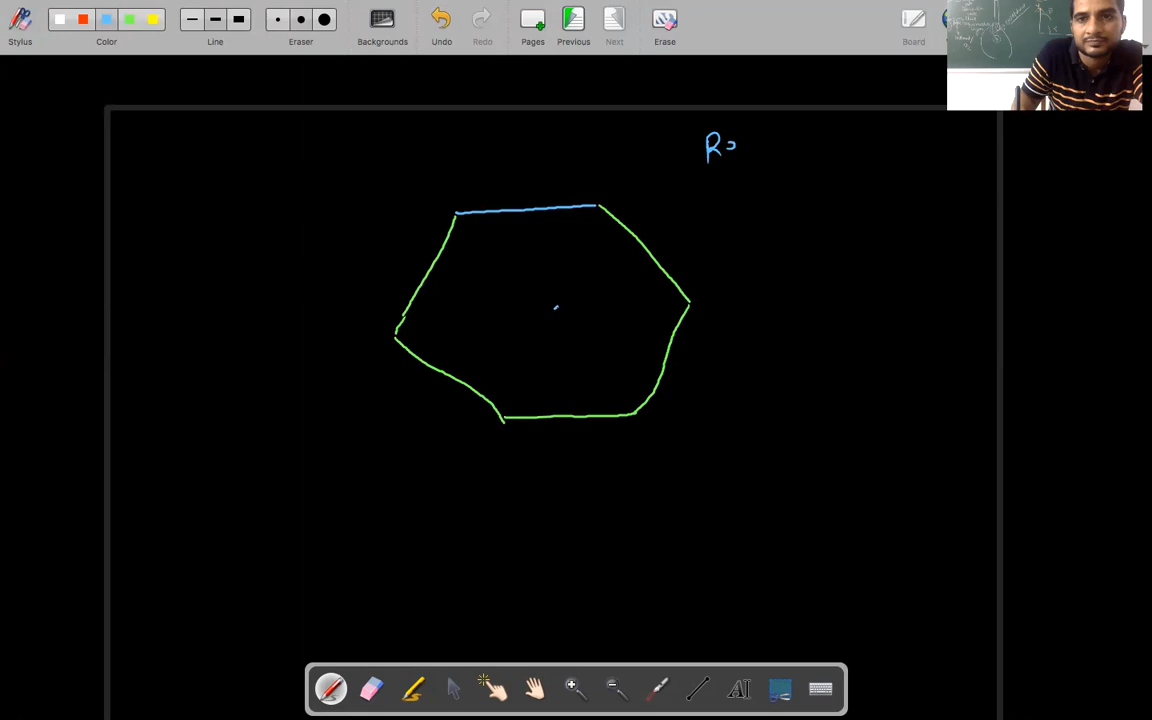 Stylus
Color
Line
Eraser
Backgrounds
Undo
Redo
Pages
Previous
Next
Erase
Board
R=